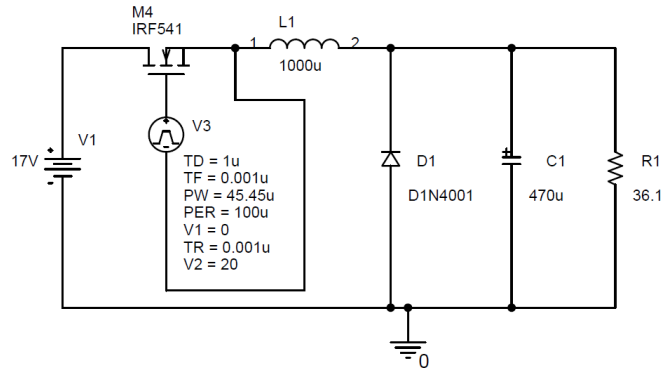 M4
IRF541
L1
1 2
1000u
V3
V1
17V
TD = 1u
TF = 0.001u
PW = 45.45u
PER = 100u
V1 = 0
TR = 0.001u
V2 = 20
D1
D1N4001
C1
470u
R1
36.1
0